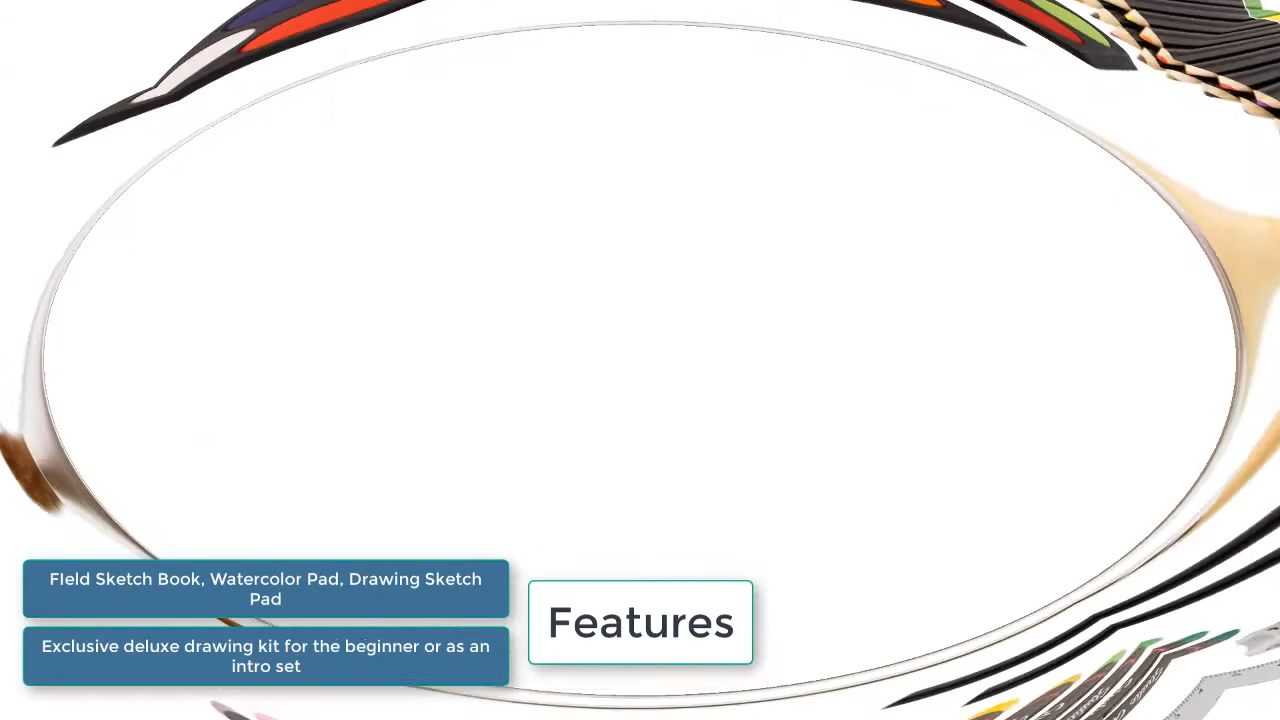 FIeld Sketch Book, Watercolor Pad, Drawing Sketch
Pad
Exclusive deluxe drawing kit for the beginner or as an
intro set
Features